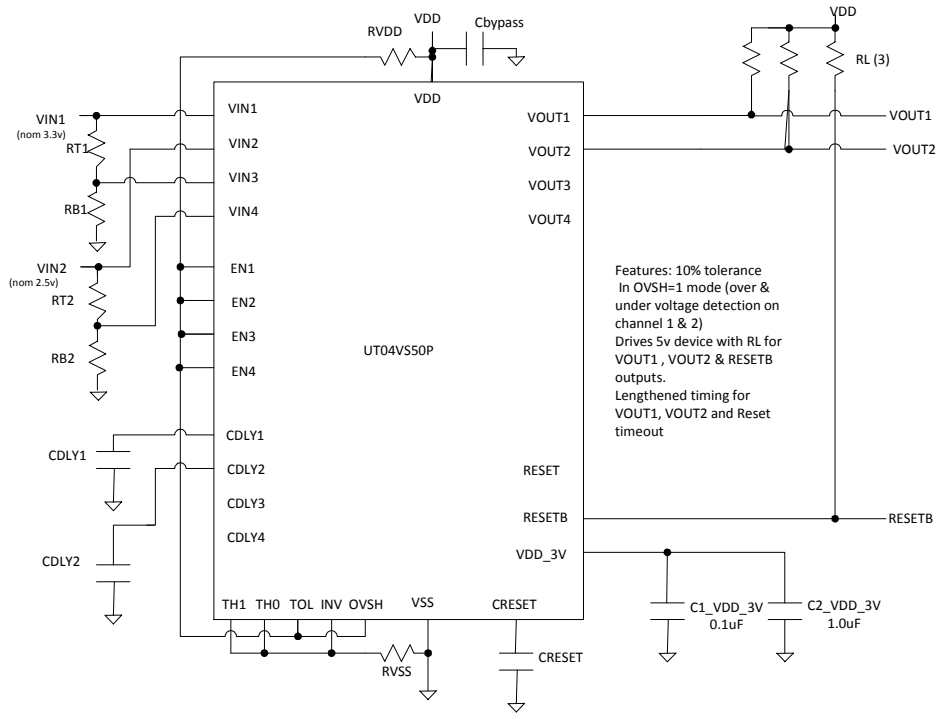 VDD
Cbypass
RVDD
VDD
RL (3)
VDD
VIN1
(nom 3.3v)
RT1
RB1
VIN2
(nom 2.5v)
RT2
RB2
VIN1
VIN2
VIN3
VIN4
EN1
EN2
EN3
EN4
UT04VS50P
VOUT1
VOUT2
VOUT3
VOUT4
VOUT1
VOUT2
Features: 10% tolerance
In OVSH=1 mode (over &
under voltage detection on
channel 1 & 2)
Drives 5v device with RL for
VOUT1 , VOUT2 & RESETB
outputs.
Lengthened timing for
VOUT1, VOUT2 and Reset
timeout
CDLY1
CDLY2
CDLY1
CDLY2
CDLY3
CDLY4
RESET
RESETB
RESETB
VDD_3V
TH1 TH0 TOL INV OVSH VSS CRESET
C1_VDD_3V
0.1uF
C2_VDD_3V
1.0uF
RVSS
CRESET